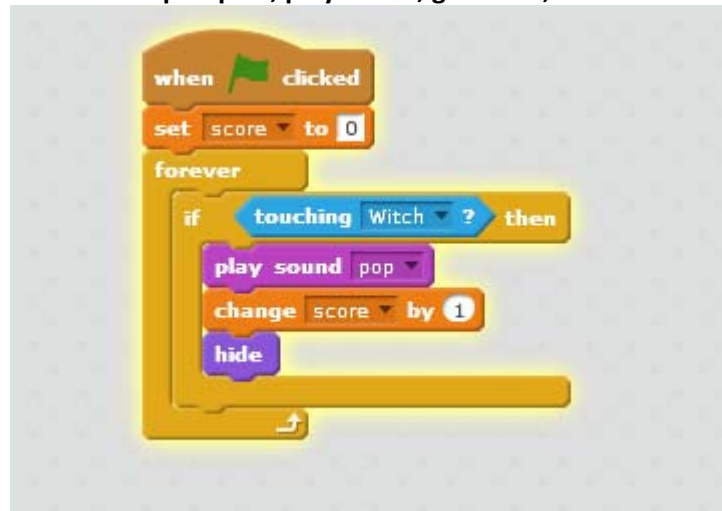 when clicked
set score to 0
forever
if touching Witch ? then
play sound pop
change score by 1
hide